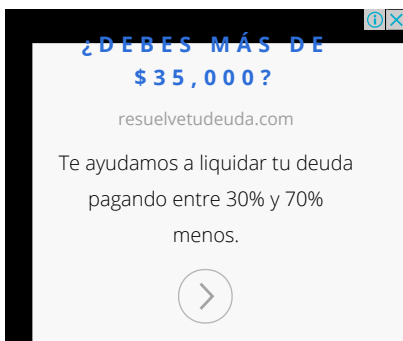 ¿DEBES MÁS DE
$35,000?
resuelvetudeuda.com
Te ayudamos a liquidar tu deuda
pagando entre 30% y 70%
menos.